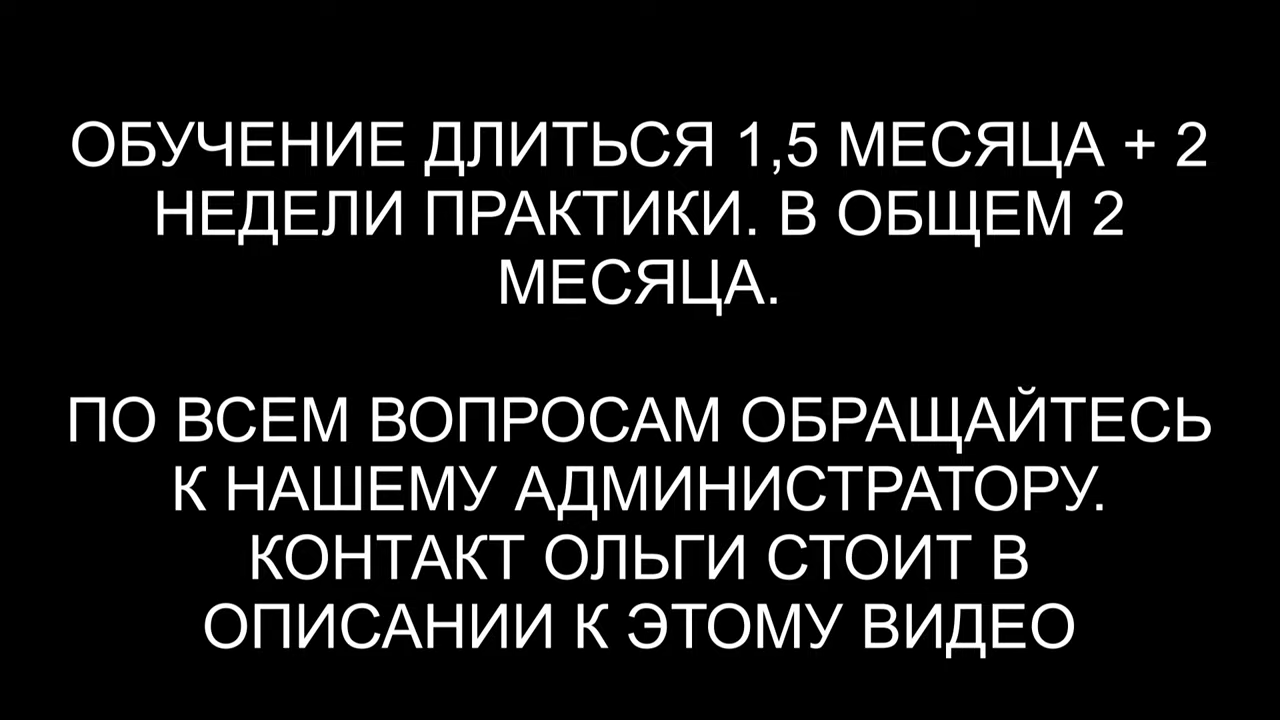 ОБУЧЕНИЕ ДЛИТЬСЯ 1,5 МЕСЯЦА + 2
НЕДЕЛИ ПРАКТИКИ. В ОБЩЕМ 2
МЕСЯЦА.
ПО ВСЕМ ВОПРОСАМ ОБРАЩАЙТЕСЬ
К НАШЕМУ АДМИНИСТРАТОРУ.
КОНТАКТ ОЛЬГИ СТОИТ В
ОПИСАНИИ К ЭТОМУ ВИДЕО